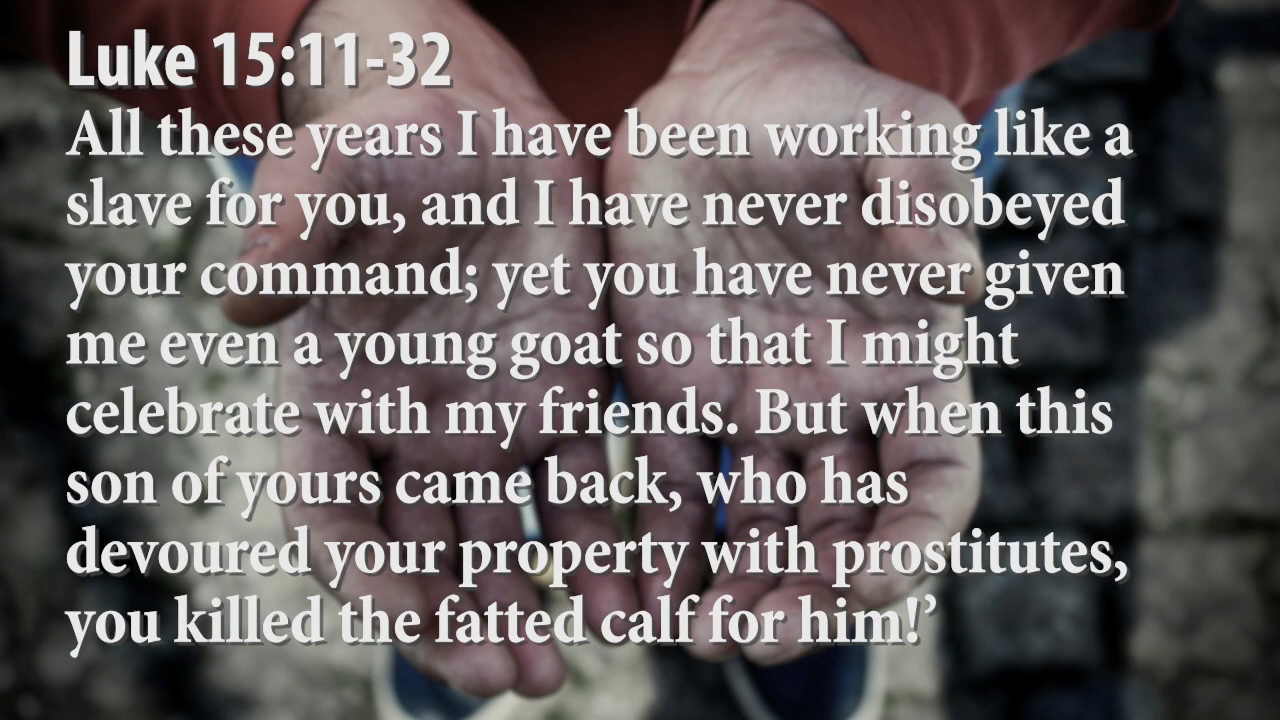 Luke 15:11-32
All these years I have been working like a
slave for you, and I have never disobeyed
your command; yet you have never given
me even a young goat so that I might
celebrate with my friends. But when this
son of yours came back, who has
devoured your property with prostitutes,
you killed the fatted calf for him!’